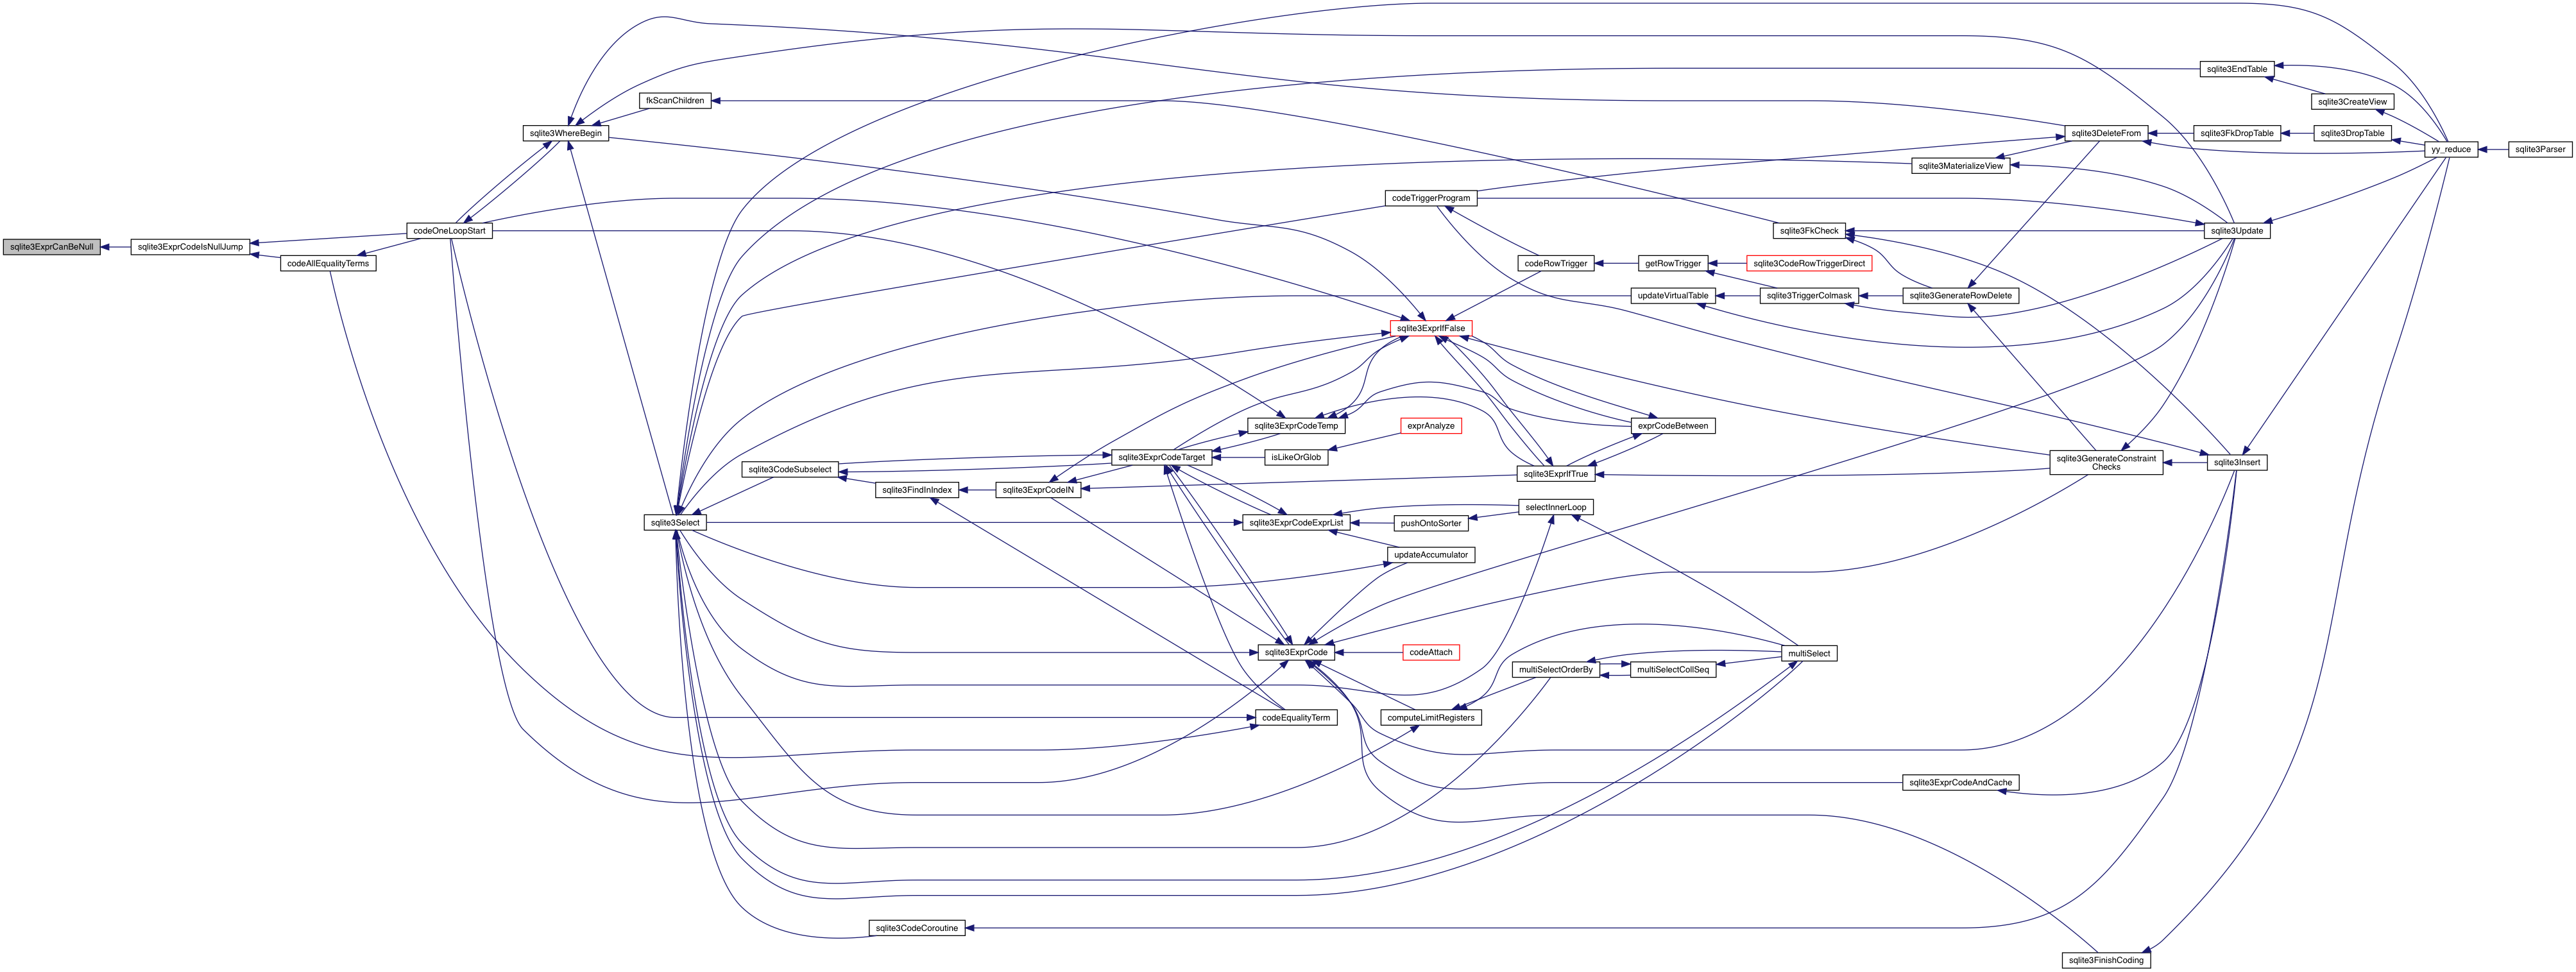 sqlite3ExprCanBeNull
sqlite3ExprCodeIsNullJump
codeAllEqualityTerms
codeOneLoopStart
sqlite3WhereBegin
fkScanChildren
sqlite3Select
codeTriggerProgram
sqlite3CodeSubselect
sqlite3FindInIndex
sqlite3CodeCoroutine
sqlite3ExprCodeIN
sqlite3ExprCodeTarget
sqlite3ExprCodeTemp
isLikeOrGlob
sqlite3ExprCodeExprList
sqlite3ExprCode
codeEqualityTerm
sqlite3ExprIfFalse
exprAnalyze
pushOntoSorter
updateAccumulator
codeAttach
computeLimitRegisters
codeRowTrigger
sqlite3ExprIfTrue
selectInnerLoop
multiSelectOrderBy
getRowTrigger
updateVirtualTable
exprCodeBetween
multiSelectCollSeq
sqlite3CodeRowTriggerDirect
sqlite3TriggerColmask
sqlite3FkCheck
multiSelect
sqlite3MaterializeView
sqlite3GenerateRowDelete
sqlite3ExprCodeAndCache
sqlite3DeleteFrom
sqlite3GenerateConstraint
Checks
sqlite3FinishCoding
sqlite3EndTable
sqlite3FkDropTable
sqlite3Update
sqlite3Insert
sqlite3CreateView
sqlite3DropTable
yy_reduce
sqlite3Parser